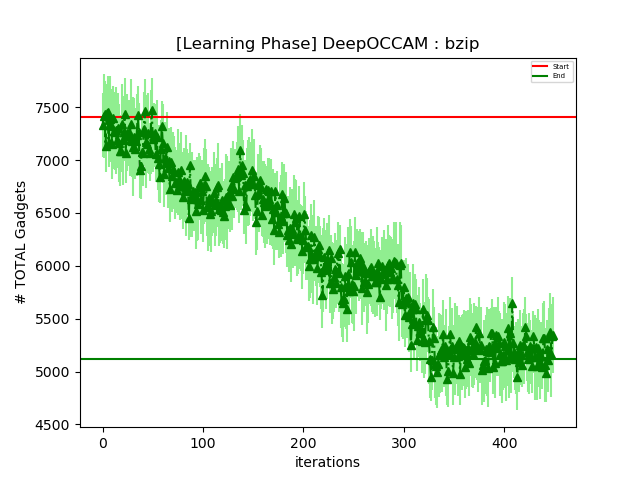 [Learning Phase] DeepOCCAM : bzip
Start
End
7500
7000
6500
6000
5500
5000
4500
# TOTAL Gadgets
0 100 200 300 400
iterations